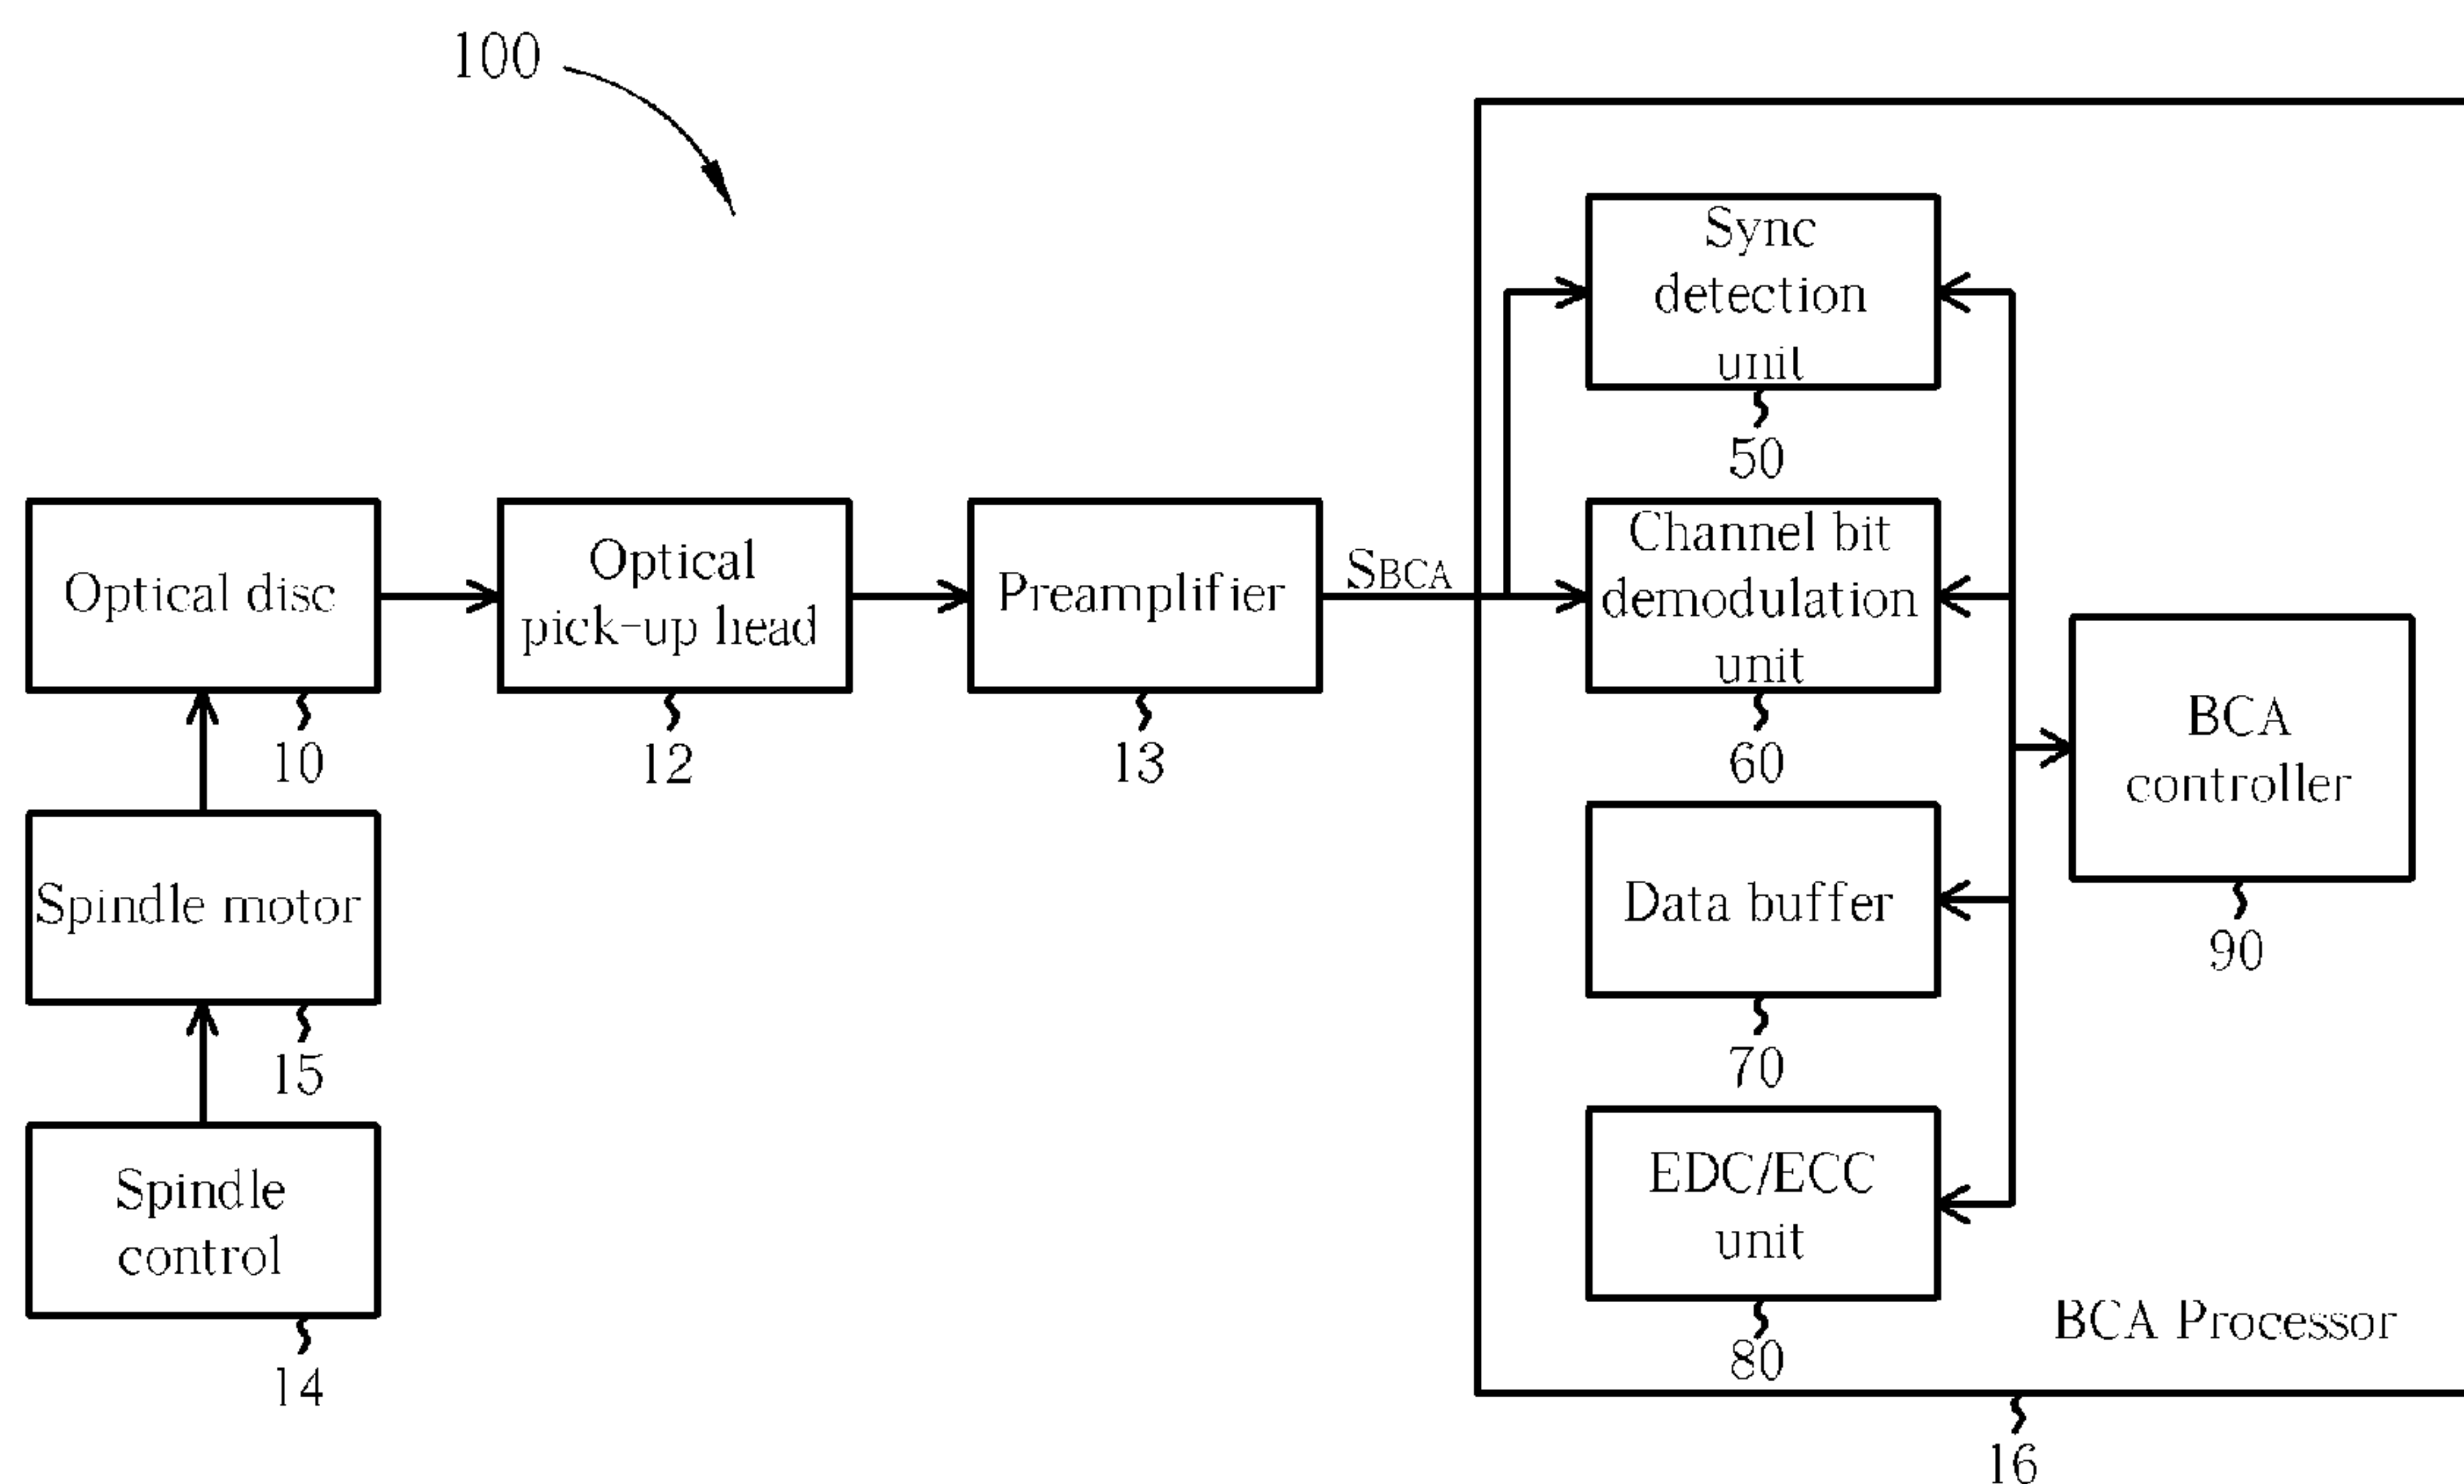 100
Sync
detection
unit
50
Optical disc
10
Optical
pick-up head
12
Preamplifier
13
SBCA
Channel bit
demodulation
unit
60
BCA
controller
90
Spindle motor
15
Data buffer
70
Spindle
control
14
EDC/ECC
unit
80
BCA Processor
16